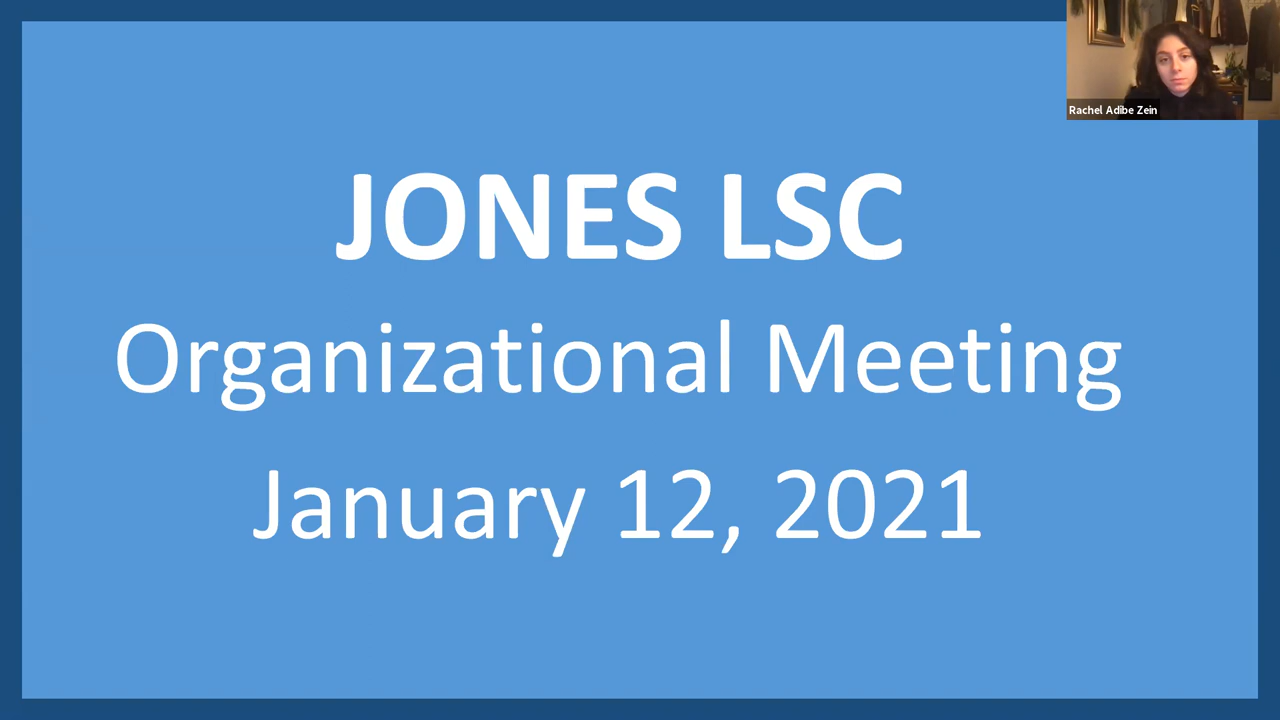 Rachel Adibe Zein
JONES LSC
Organizational Meeting
January 12, 2021